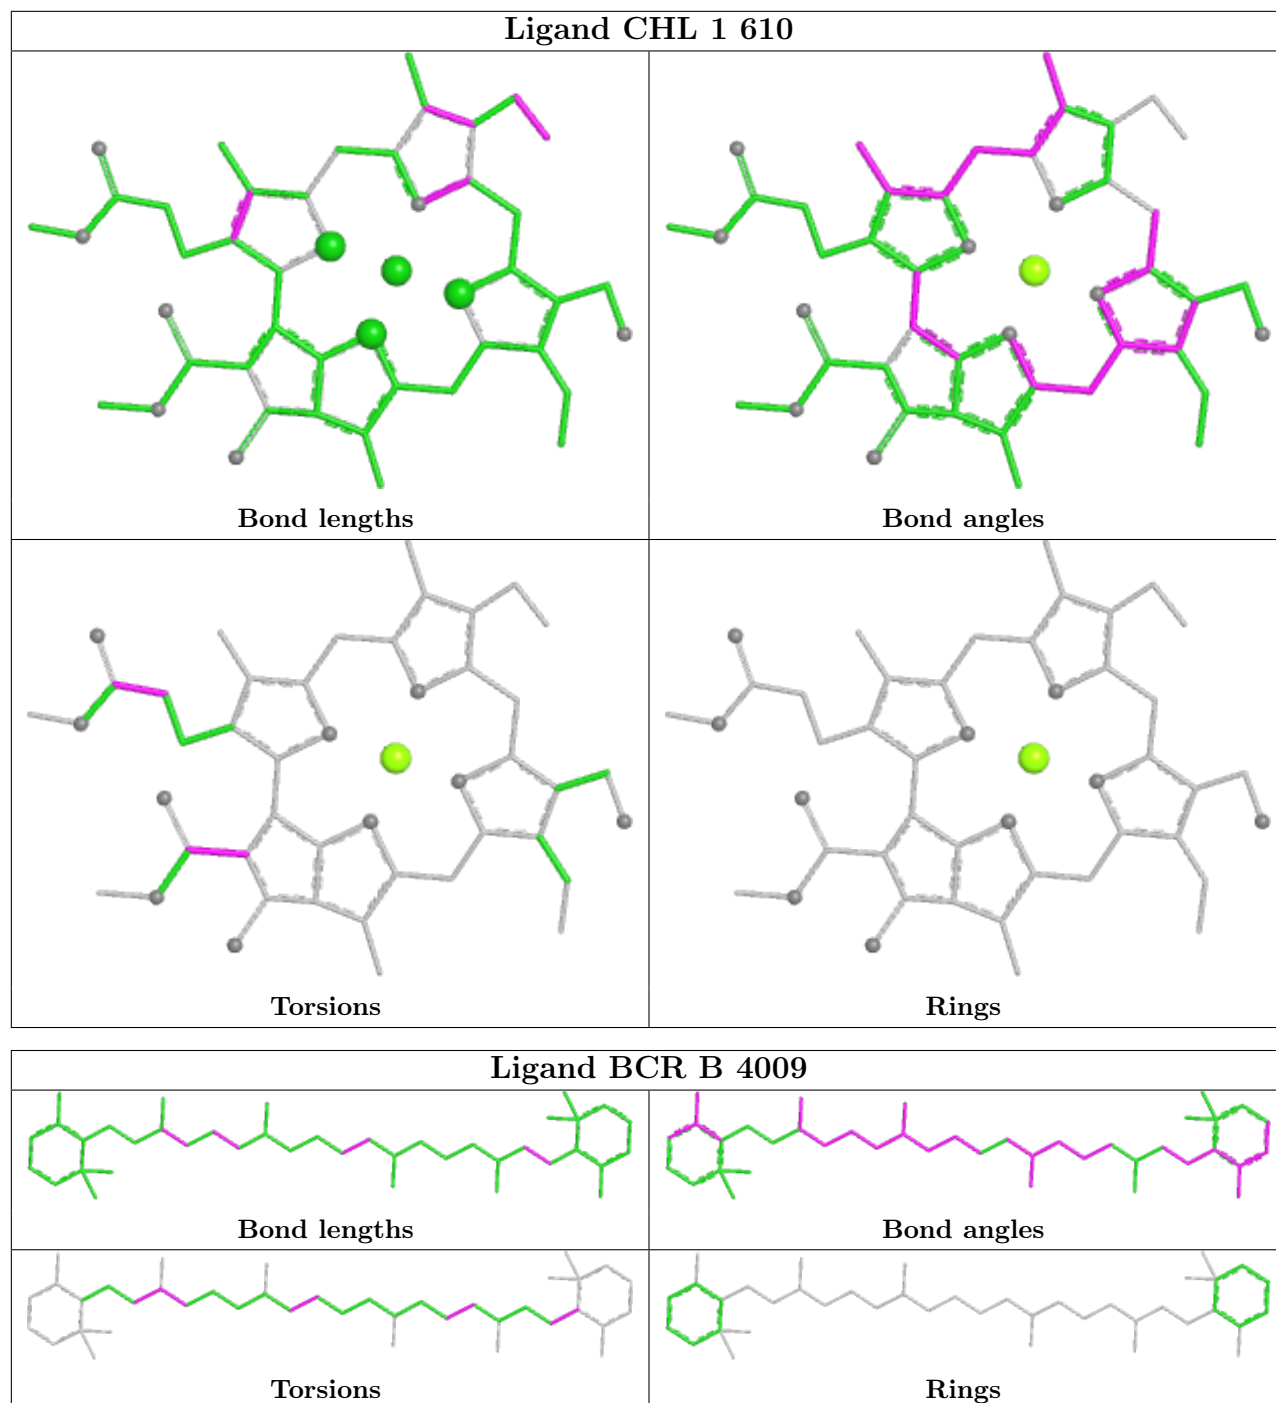 Ligand CHL 1 610
Bond lengths
Bond angles
Torsions
Rings
Ligand BCR B 4009
Bond lengths
Bond angles
Torsions
Rings